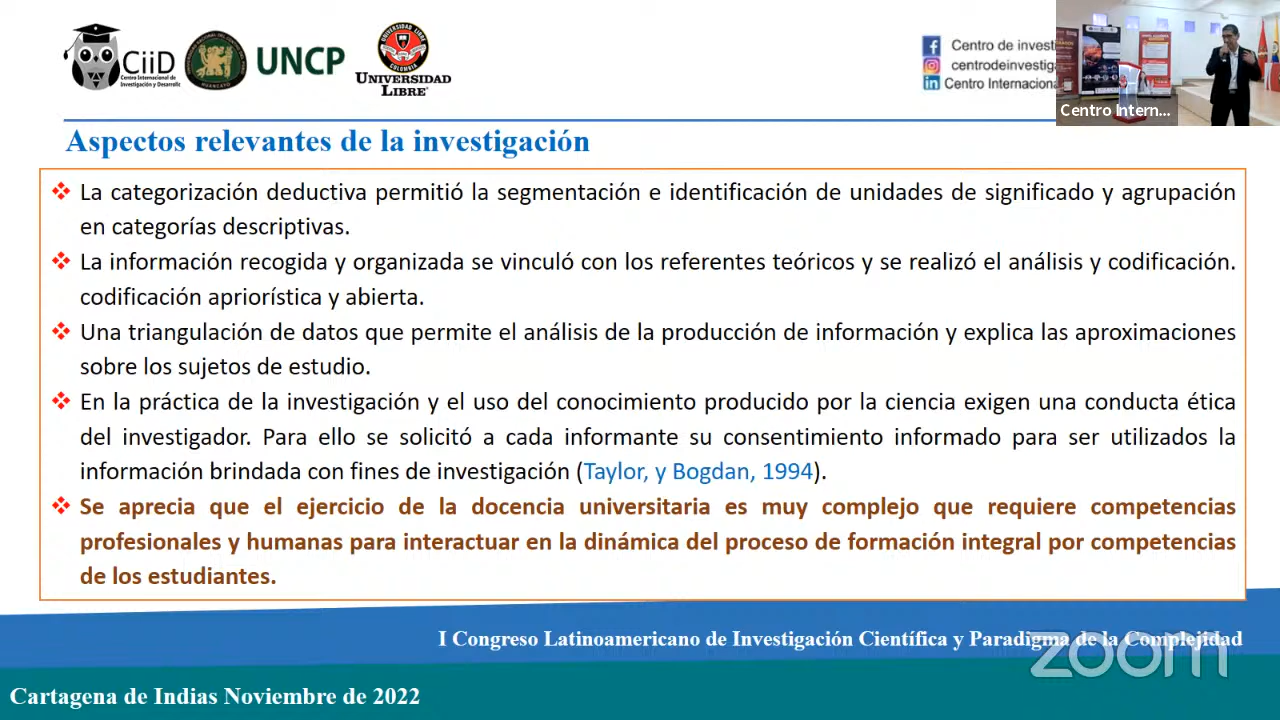 CiiD
Centro Internacional de
Investigación y Desarrollo
UNCP
UNIVERSIDAD LIBRE
COLOMBIA
UNIVERSIDAD
LIBRE®
Centro de invest
centrodeinvestiga
Centro Internaciona
Centro Intern...
Aspectos relevantes de la investigación
La categorización deductiva permitió la segmentación e identificación de unidades de significado y agrupación
en categorías descriptivas.
La información recogida y organizada se vinculó con los referentes teóricos y se realizó el análisis y codificación.
codificación apriorística y abierta.
Una triangulación de datos que permite el análisis de la producción de información y explica las aproximaciones
sobre los sujetos de estudio.
En la práctica de la investigación y el uso del conocimiento producido por la ciencia exigen una conducta ética
del investigador. Para ello se solicitó a cada informante su consentimiento informado para ser utilizados la
información brindada con fines de investigación (Taylor, y Bogdan, 1994).
Se aprecia que el ejercicio de la docencia universitaria es muy complejo que requiere competencias
profesionales y humanas para interactuar en la dinámica del proceso de formación integral por competencias
de los estudiantes.
I Congreso Latinoamericano de Investigación Científica y Paradigma de la Complejidad
zoom
Cartagena de Indias Noviembre de 2022